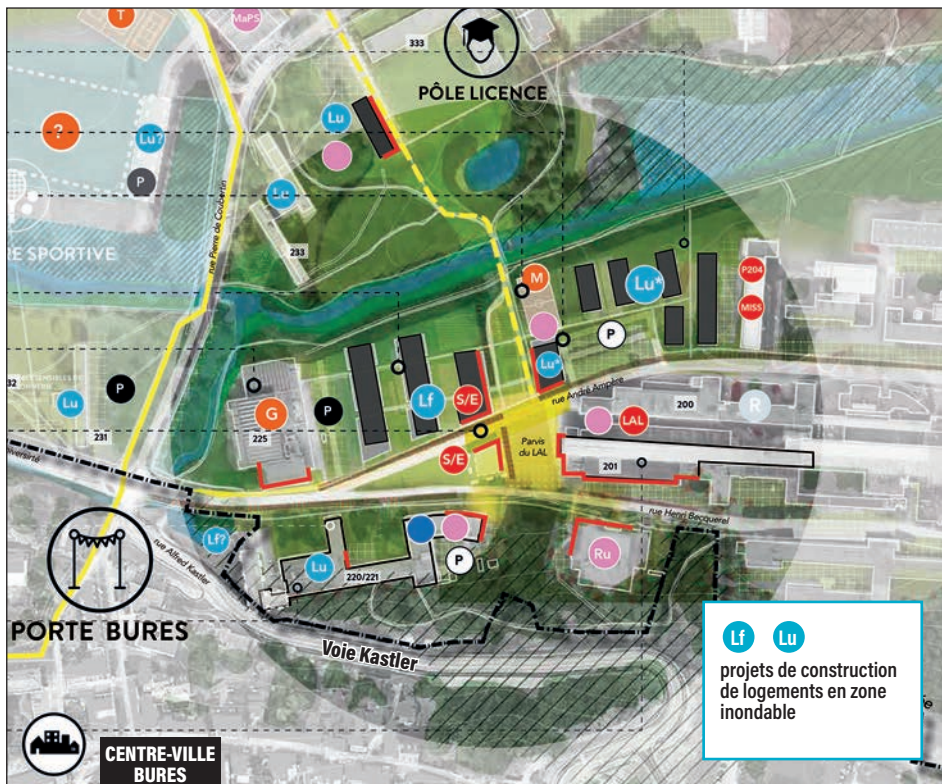 T
MaPS
333
PÔLE LICENCE
Lu
?
Lu?
P
Lu
rue Pierre de Coubertin
RE SPORTIVE
233
M
Lu*
P204
MISS
P
Lu*
rue André Ampère
32
P
Lu
231
G
225
P
Lf
S/E
S/E
Parvis
du LAL
LAL
200
R
201
rue Henri Becquerel
Lf?
rue Alfred Kastler
Lu
220/221
P
Ru
PORTE BURES
Voie Kastler
Lf Lu
projets de construction
de logements en zone
inondable
CENTRE-VILLE
BURES